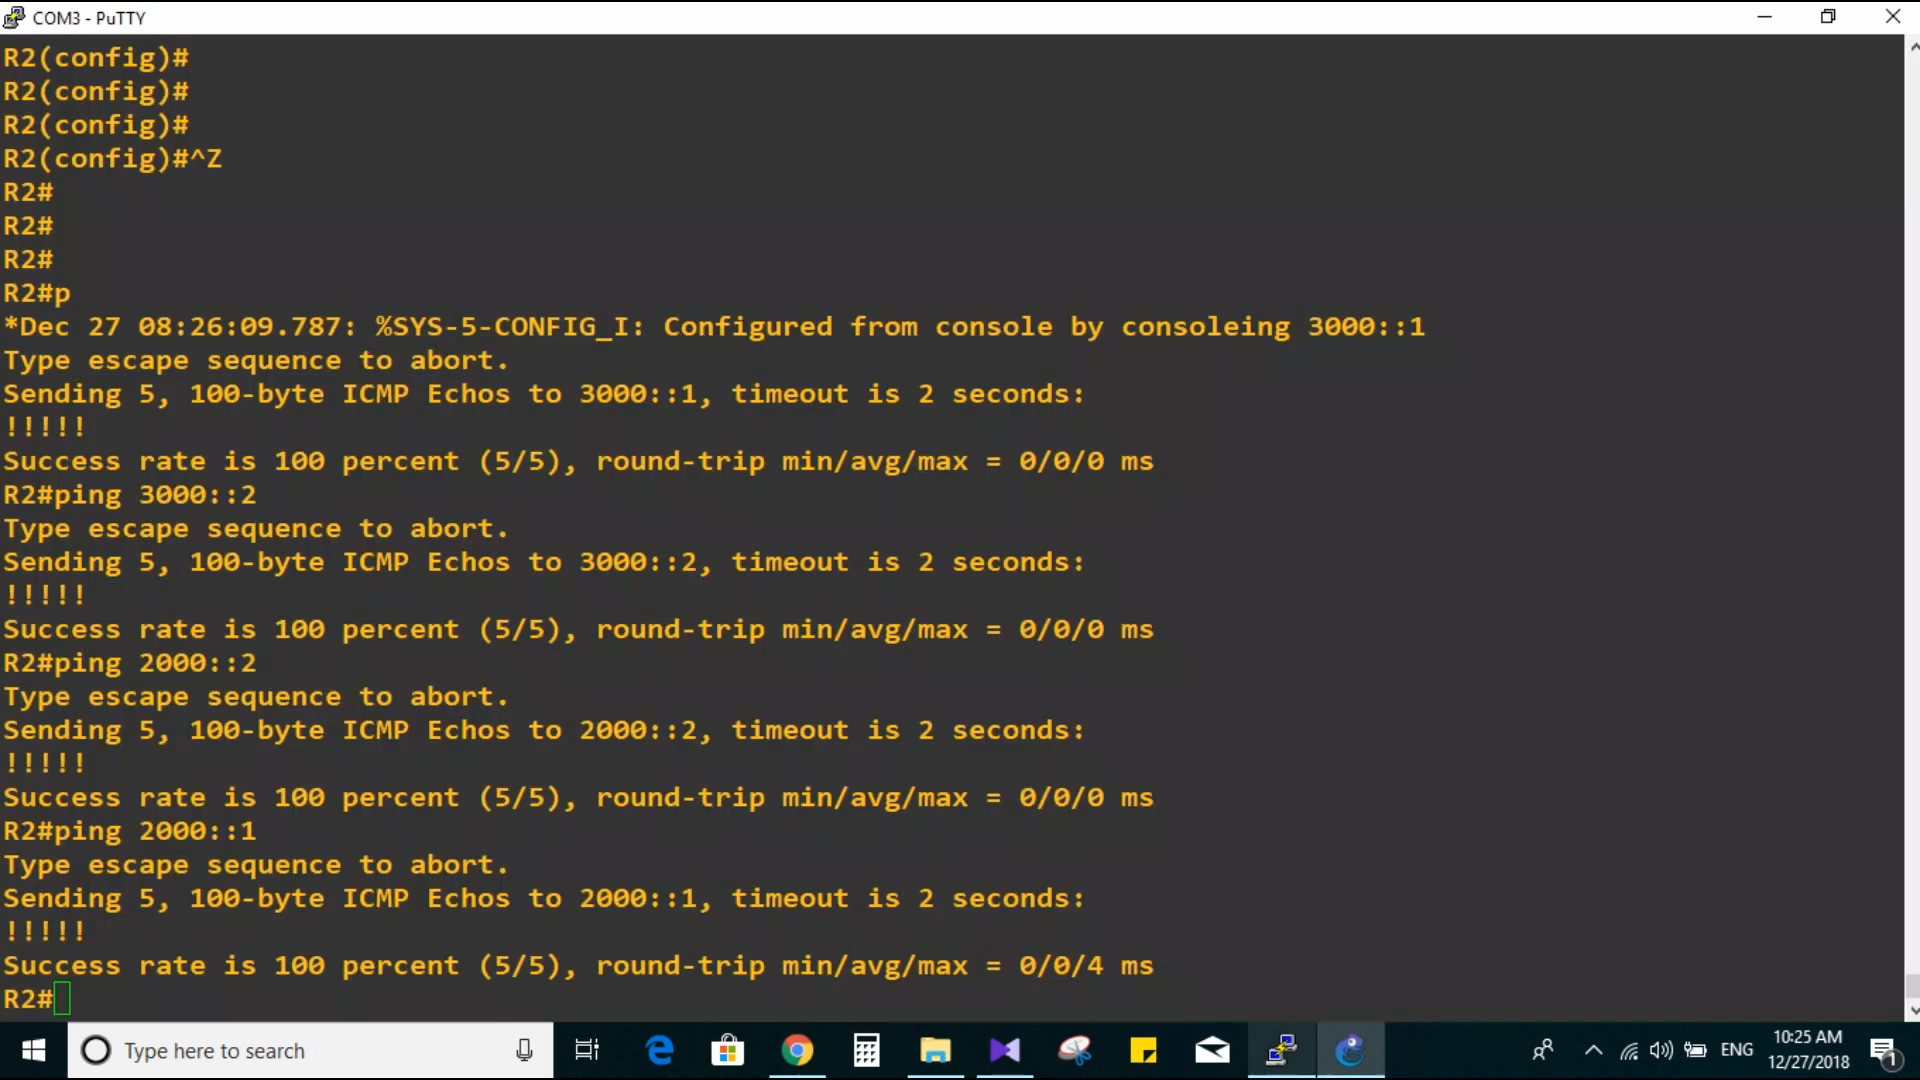 COM3 - PuTTY
R2(config)#
R2(config)#
R2(config)#
R2(config)#^Z
R2#
R2#
R2#
R2#p
*Dec 27 08:26:09.787: %SYS-5-CONFIG_I: Configured from console by consoleing 3000::1
Type escape sequence to abort.
Sending 5, 100-byte ICMP Echos to 3000::1, timeout is 2 seconds:
!!!!!
Success rate is 100 percent (5/5), round-trip min/avg/max = 0/0/0 ms
R2#ping 3000::2
Type escape sequence to abort.
Sending 5, 100-byte ICMP Echos to 3000::2, timeout is 2 seconds:
!!!!!
Success rate is 100 percent (5/5), round-trip min/avg/max = 0/0/0 ms
R2#ping 2000::2
Type escape sequence to abort.
Sending 5, 100-byte ICMP Echos to 2000::2, timeout is 2 seconds:
!!!!!
Success rate is 100 percent (5/5), round-trip min/avg/max = 0/0/0 ms
R2#ping 2000::1
Type escape sequence to abort.
Sending 5, 100-byte ICMP Echos to 2000::1, timeout is 2 seconds:
!!!!!
Success rate is 100 percent (5/5), round-trip min/avg/max = 0/0/4 ms
R2#
Type here to search
ENG
10:25 AM
12/27/2018
1